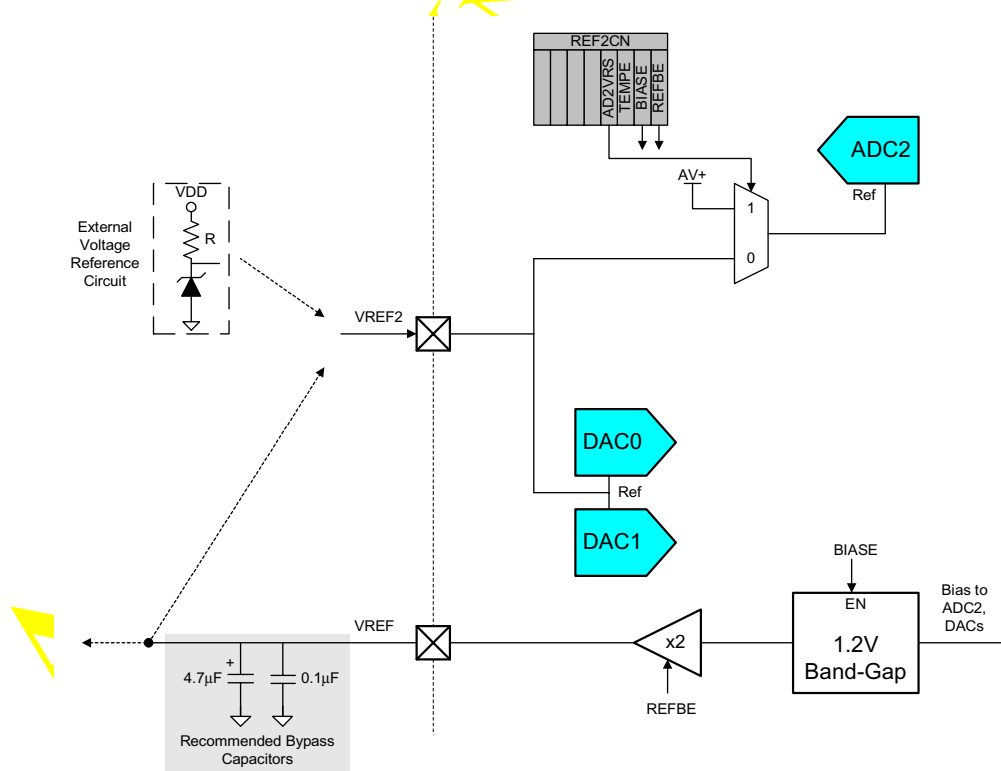 REF2CN
AD2VRS
TEMPE
BIASE
REFBE
ADC2
Ref
AV+
1
0
VDD
R
External
Voltage
Reference
Circuit
VREF2
DAC0
Ref
DAC1
BIASE
EN
1.2V
Band-Gap
Bias to
ADC2,
DACs
x2
REFBE
VREF
+
4.7μF
0.1μF
Recommended Bypass
Capacitors